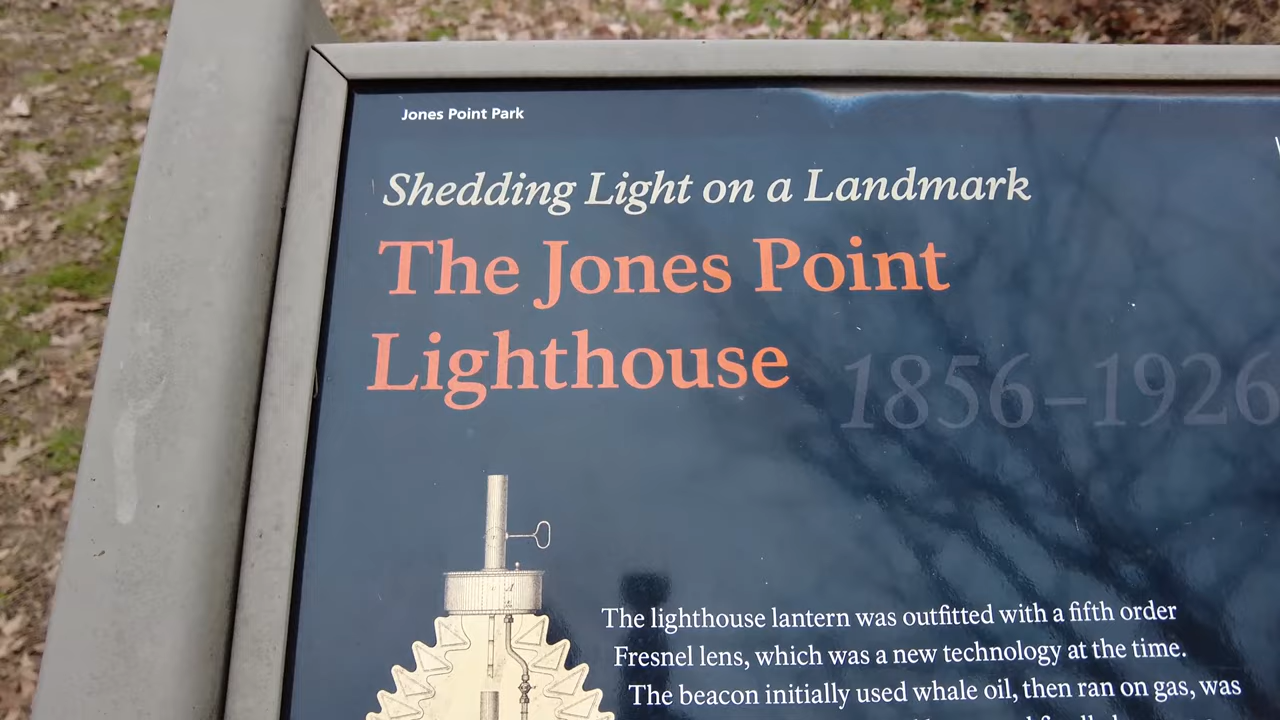 Jones Point Park
Shedding Light on a Landmark
The Jones Point
Lighthouse
1856–1926
The lighthouse lantern was outfitted with a fifth order
Fresnel lens, which was a new technology at the time.
The beacon initially used whale oil, then ran on gas, was